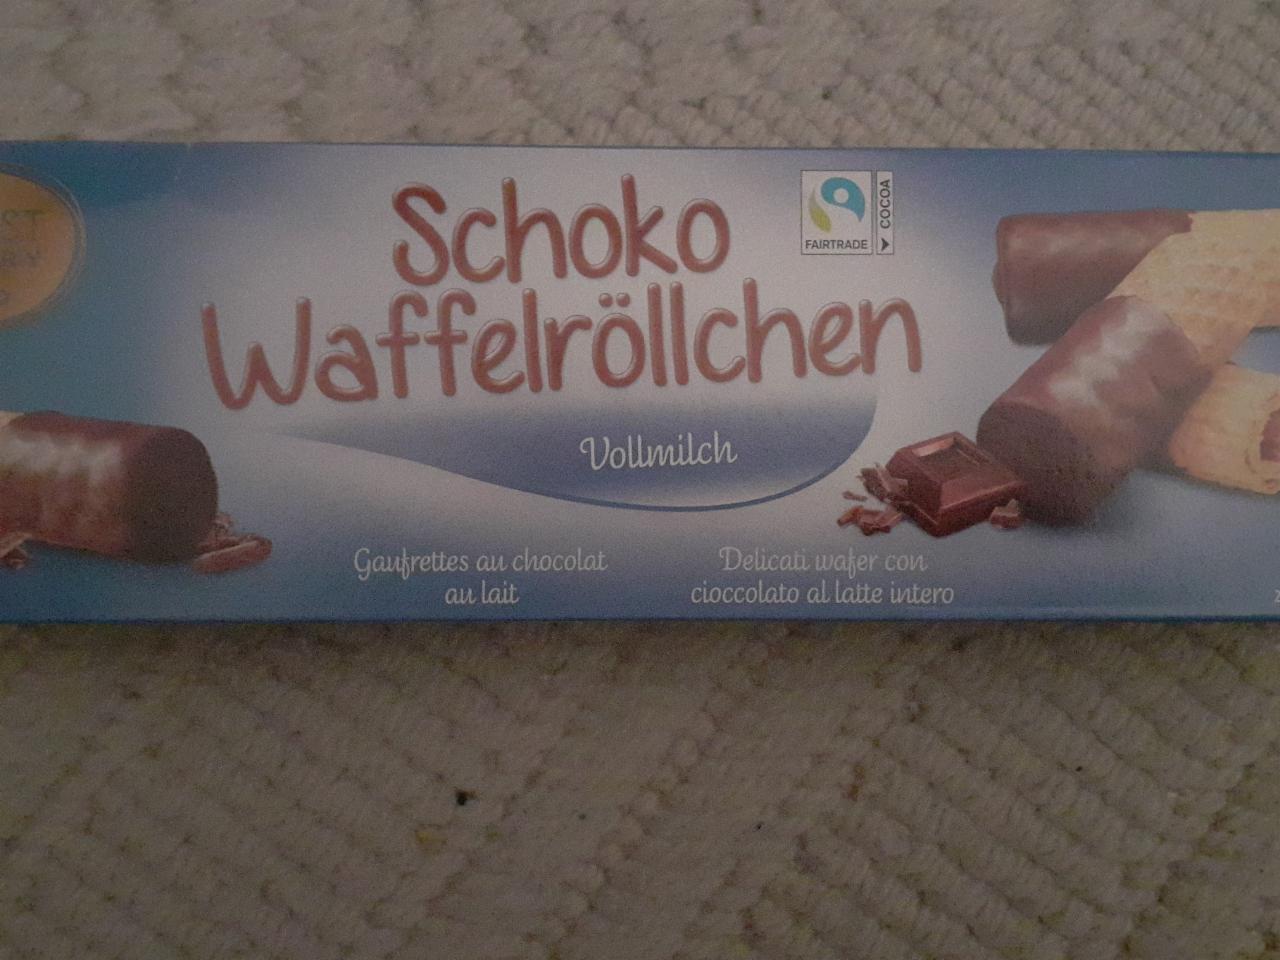 Schoko
Waffelröllchen
Vollmilch
FAIRTRADE
COCOA
Gaufrettes au chocolat
au lait
Delicati wafer con
cioccolato al latte intero